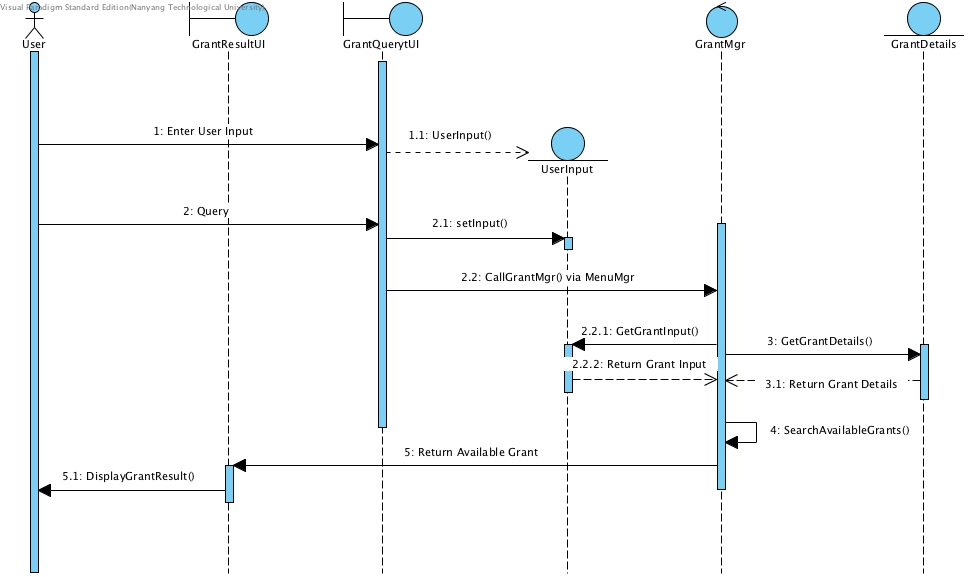 Visual Paradigm Standard Edition(Nanyang Technological University)
User
GrantResultUI
GrantQuerytUI
GrantMgr
GrantDetails
1: Enter User Input
1.1: UserInput()
UserInput
2: Query
2.1: setInput()
2.2: CallGrantMgr() via MenuMgr
2.2.1: GetGrantInput()
3: GetGrantDetails()
2.2.2: Return Grant Input
3.1: Return Grant Details
4: SearchAvailableGrants()
5: Return Available Grant
5.1: DisplayGrantResult()